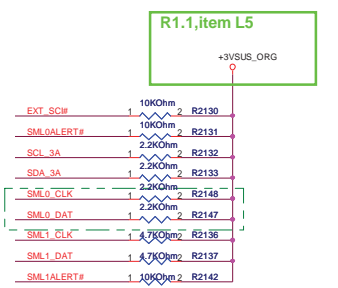 R1.1,item L5
+3VSUS_ORG
10KOhm
EXT_SCI# 1 2 R2130
10KOhm
SML0ALERT# 1 2 R2131
2.2KOhm
SCL_3A 1 2 R2132
2.2KOhm
SDA_3A 1 2 R2133
2.2KOhm
SML0_CLK 1 2 R2148
2.2KOhm
SML0_DAT 1 2 R2147
SML1_CLK 1 4.7KOhm 2 R2136
SML1_DAT 1 4.7KOhm 2 R2137
SML1ALERT# 1 10KOhm 2 R2142